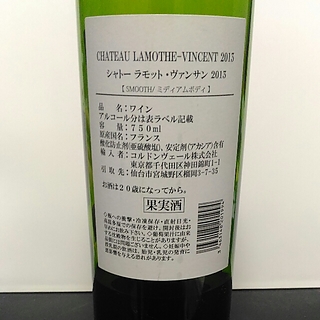 CHATEAU LAMOTHE-VINCENT 2015
シャトー ラモット・ヴァンサン 2015
【 SMOOTH/ ミディアムボディ 】
品 名：ワイン
アルコール分は表ラベル記載
容 量：７５０ml
原産国名：フランス
酸化防止剤(亜硫酸塩)、安定剤(アカシア)含有
輸 入 者：コルドンヴェール株式会社
東京都千代田区神田錦町1-1
引 取 先：仙台市宮城野区榴岡3-7-35
お酒は２０歳になってから。
果実酒